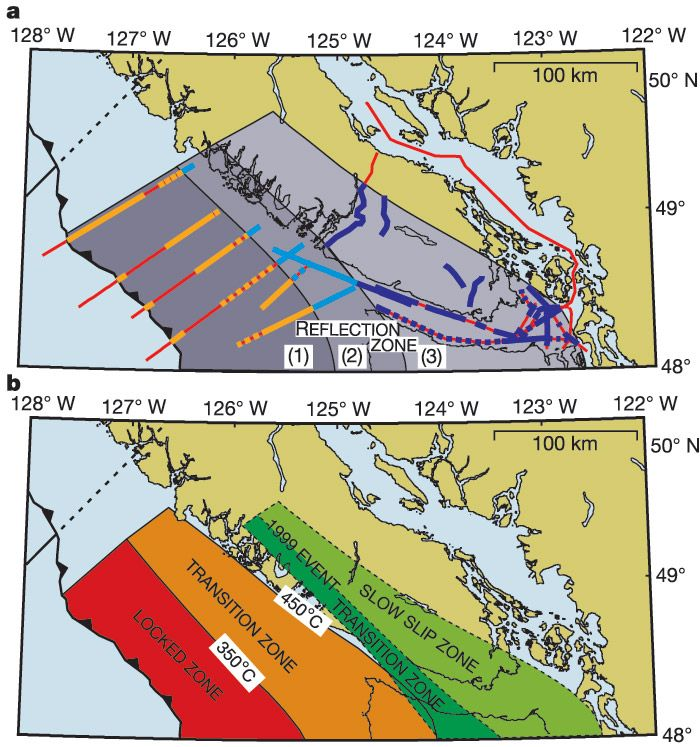 a
128° W 127° W 126° W 125° W 124° W 123° W 122° W
100 km
50° N
49° N
REFLECTION
ZONE
(1) (2) (3)
48° N
b
128° W 127° W 126° W 125° W 124° W 123° W 122° W
100 km
50° N
1999 EVENT
TRANSITION ZONE
SLOW SLIP ZONE
49° N
TRANSITION ZONE
450°C
LOCKED ZONE
350°C
48° N